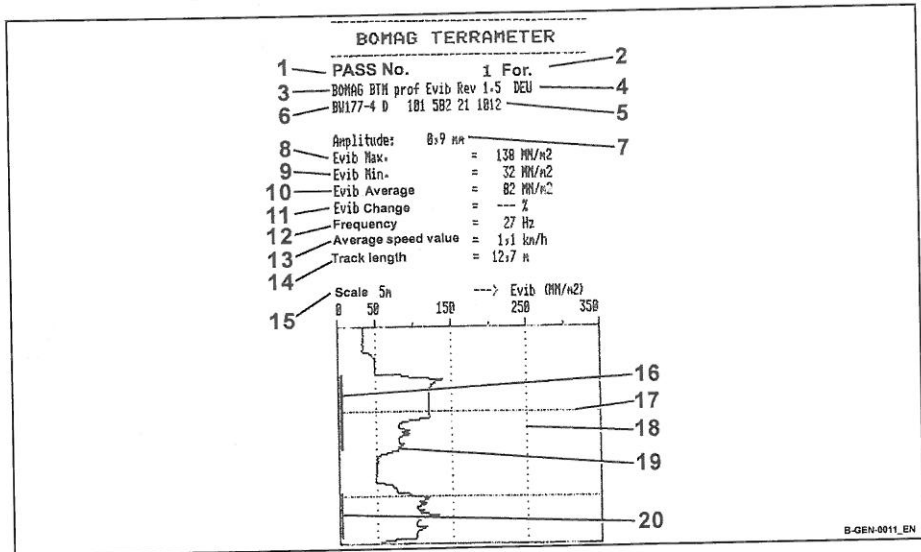 BOMAG TERRAMETER
2
1 PASS No. 1 For.
3 BOMAG BTM prof Evib Rev 1.5 DEU 4
6 BW177-4 D 101 582 21 1012 5
Amplitude: 0,9 mm 7
8 Evib Max. = 138 MN/m2
9 Evib Min. = 32 MN/m2
10 Evib Average = 82 MN/m2
11 Evib Change = --- %
12 Frequency = 27 Hz
13 Average speed value = 1,1 km/h
14 Track length = 12,7 m
15 Scale 5m ---> Evib (MN/m2)
0 50 150 250 350
16
17
18
19
20
B-GEN-0011_EN